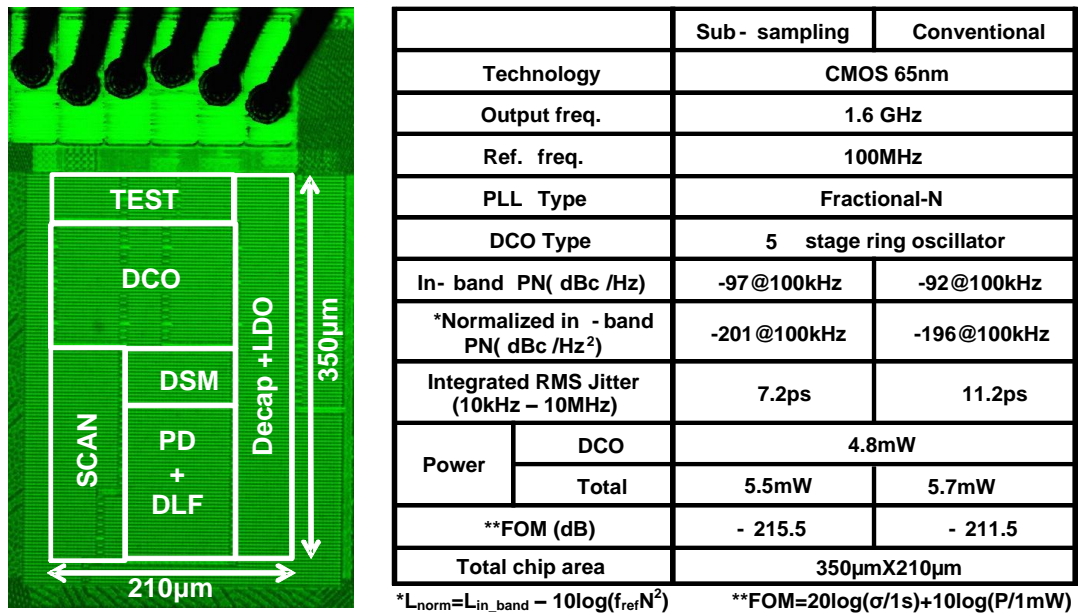 TEST
DCO
DSM
PD
+
DLF
SCAN
Decap +LDO
350μm
210μm
Sub - sampling Conventional
Technology CMOS 65nm
Output freq. 1.6 GHz
Ref. freq. 100MHz
PLL Type Fractional-N
DCO Type 5 stage ring oscillator
In- band PN( dBc /Hz) -97@100kHz -92@100kHz
*Normalized in - band
PN( dBc /Hz²) -201@100kHz -196@100kHz
Integrated RMS Jitter
(10kHz – 10MHz) 7.2ps 11.2ps
Power DCO 4.8mW
Total 5.5mW 5.7mW
**FOM (dB) - 215.5 - 211.5
Total chip area 350μmX210μm
*Lnorm=Lin_band – 10log(frefN²) **FOM=20log(σ/1s)+10log(P/1mW)